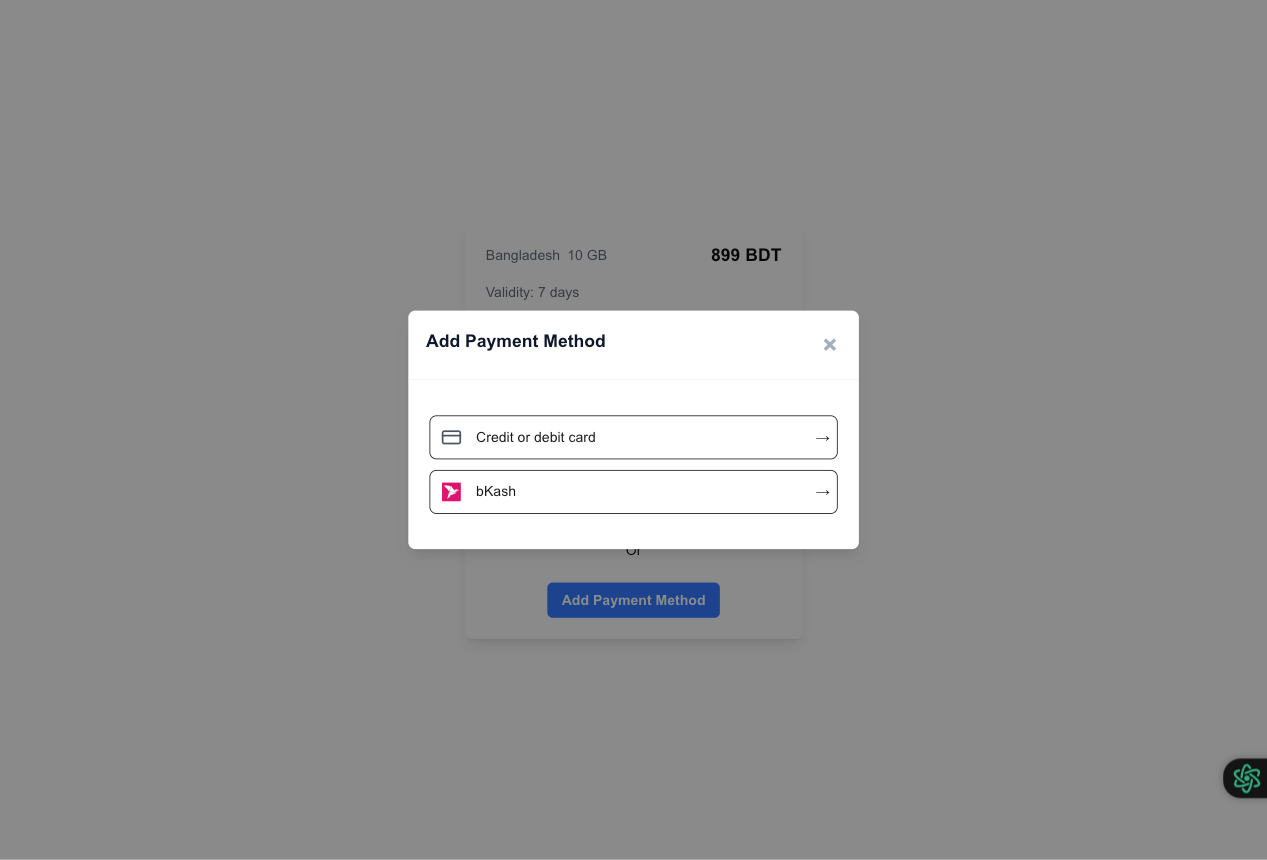 Bangladesh 10 GB
899 BDT
Validity: 7 days
Add Payment Method
×
Credit or debit card →
bKash →
Or
Add Payment Method